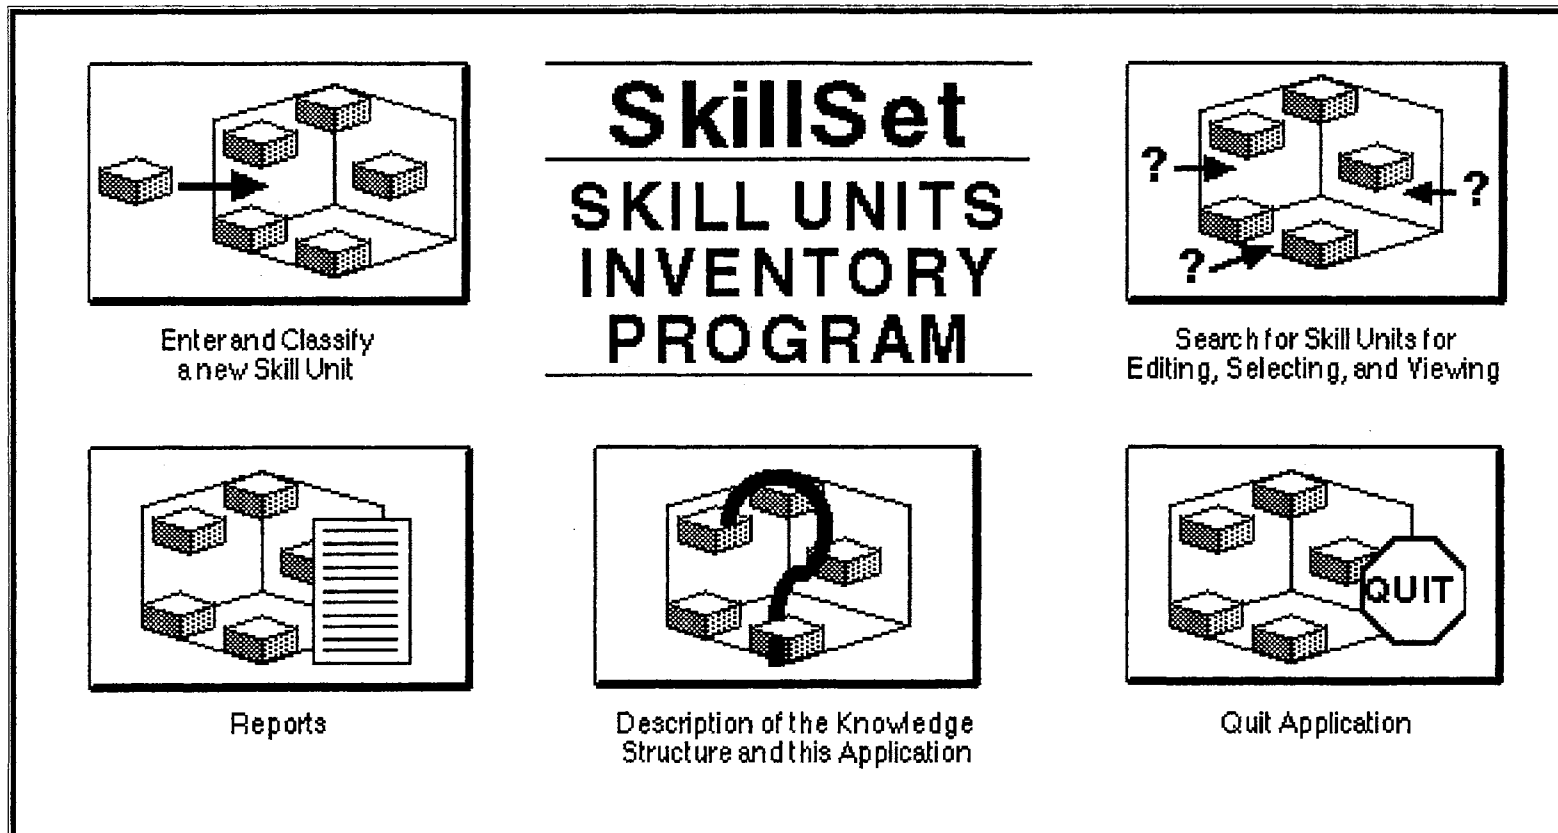 SkillSet
SKILL UNITS
INVENTORY
PROGRAM
?
?
?
Enter and Classify
a new Skill Unit
Search for Skill Units for
Editing, Selecting, and Viewing
?
QUIT
Reports
Description of the Knowledge
Structure and this Application
Quit Application